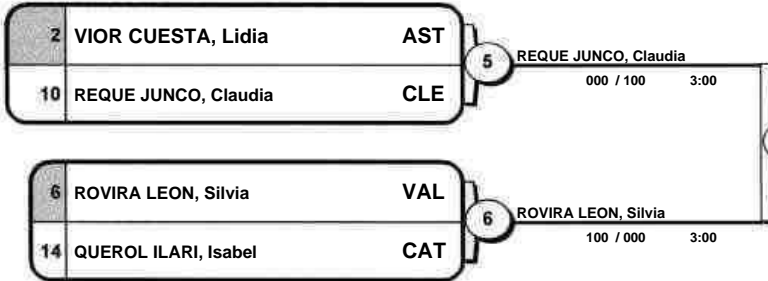 2 VIOR CUESTA, Lidia AST
10 REQUE JUNCO, Claudia CLE
5
REQUE JUNCO, Claudia
000 / 100 3:00
6 ROVIRA LEON, Silvia VAL
14 QUEROL ILARI, Isabel CAT
6
ROVIRA LEON, Silvia
100 / 000 3:00